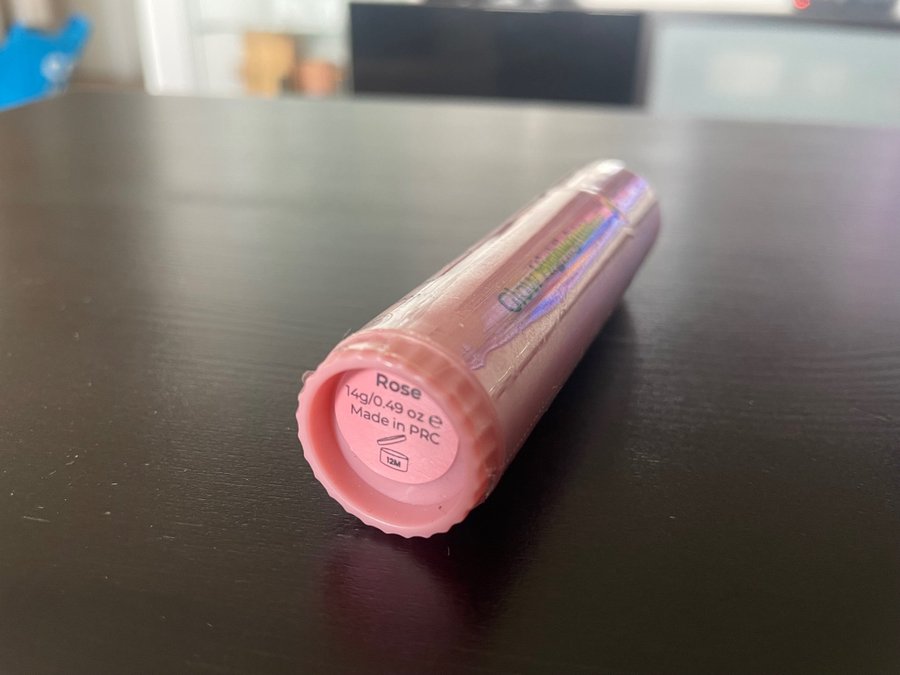 Rose
14g/0.49 oz ℮
Made in PRC
12M